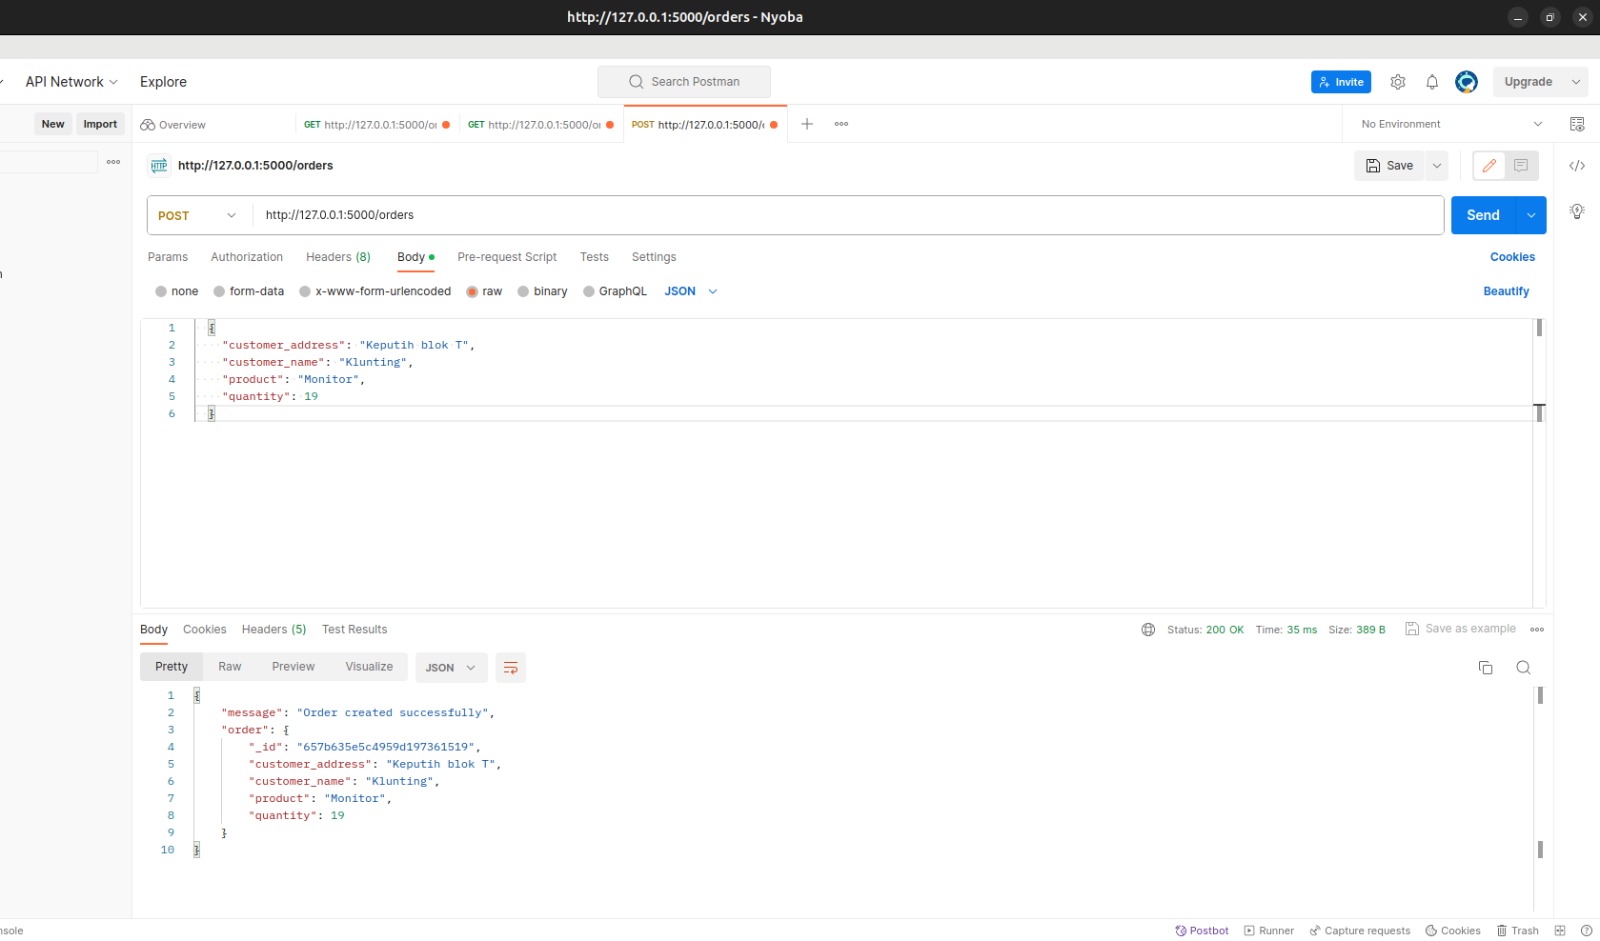 http://127.0.0.1:5000/orders - Nyoba
API Network
Explore
Search Postman
Invite
Upgrade
New
Import
Overview
GET http://127.0.0.1:5000/or
GET http://127.0.0.1:5000/or
POST http://127.0.0.1:5000/
No Environment
HTTP http://127.0.0.1:5000/orders
Save
POST
http://127.0.0.1:5000/orders
Send
Params
Authorization
Headers (8)
Body
Pre-request Script
Tests
Settings
Cookies
none
form-data
x-www-form-urlencoded
raw
binary
GraphQL
JSON
Beautify
1 {
2 "customer_address": "Keputih blok T",
3 "customer_name": "Klunting",
4 "product": "Monitor",
5 "quantity": 19
6 }
Body
Cookies
Headers (5)
Test Results
Status: 200 OK
Time: 35 ms
Size: 389 B
Save as example
Pretty
Raw
Preview
Visualize
JSON
1 {
2 "message": "Order created successfully",
3 "order": {
4 "_id": "657b635e5c4959d197361519",
5 "customer_address": "Keputih blok T",
6 "customer_name": "Klunting",
7 "product": "Monitor",
8 "quantity": 19
9 }
10 }
nsole
Postbot
Runner
Capture requests
Cookies
Trash